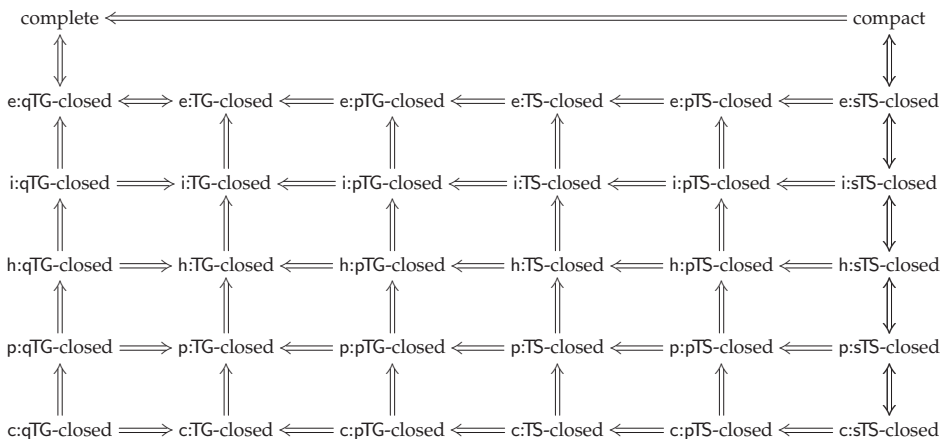 complete compact
e:qTG-closed e:TG-closed e:pTG-closed e:TS-closed e:pTS-closed e:sTS-closed
i:qTG-closed i:TG-closed i:pTG-closed i:TS-closed i:pTS-closed i:sTS-closed
h:qTG-closed h:TG-closed h:pTG-closed h:TS-closed h:pTS-closed h:sTS-closed
p:qTG-closed p:TG-closed p:pTG-closed p:TS-closed p:pTS-closed p:sTS-closed
c:qTG-closed c:TG-closed c:pTG-closed c:TS-closed c:pTS-closed c:sTS-closed